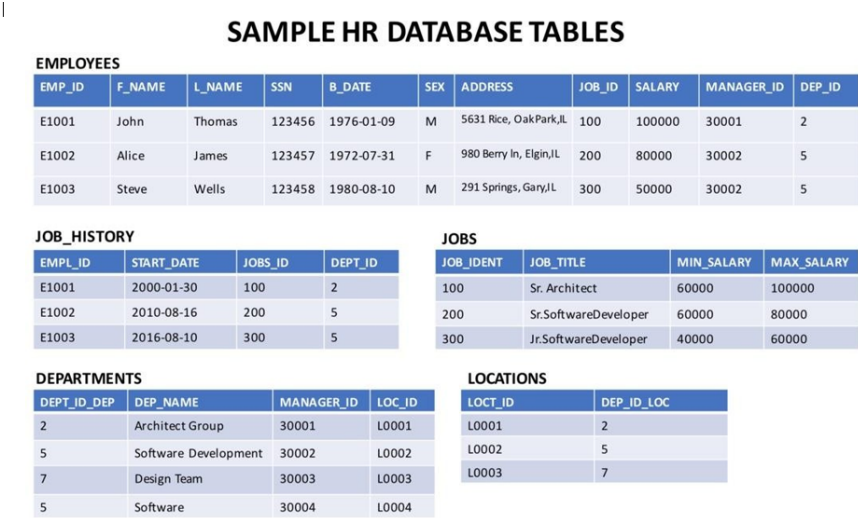 SAMPLE HR DATABASE TABLES
EMPLOYEES
EMP_ID F_NAME L_NAME SSN B_DATE SEX ADDRESS JOB_ID SALARY MANAGER_ID DEP_ID
E1001 John Thomas 123456 1976-01-09 M 5631 Rice, OakPark,IL 100 100000 30001 2
E1002 Alice James 123457 1972-07-31 F 980 Berry ln, Elgin,IL 200 80000 30002 5
E1003 Steve Wells 123458 1980-08-10 M 291 Springs, Gary,IL 300 50000 30002 5
JOB_HISTORY
EMPL_ID START_DATE JOBS_ID DEPT_ID
E1001 2000-01-30 100 2
E1002 2010-08-16 200 5
E1003 2016-08-10 300 5
JOBS
JOB_IDENT JOB_TITLE MIN_SALARY MAX_SALARY
100 Sr. Architect 60000 100000
200 Sr.SoftwareDeveloper 60000 80000
300 Jr.SoftwareDeveloper 40000 60000
DEPARTMENTS
DEPT_ID_DEP DEP_NAME MANAGER_ID LOC_ID
2 Architect Group 30001 L0001
5 Software Development 30002 L0002
7 Design Team 30003 L0003
5 Software 30004 L0004
LOCATIONS
LOCT_ID DEP_ID_LOC
L0001 2
L0002 5
L0003 7